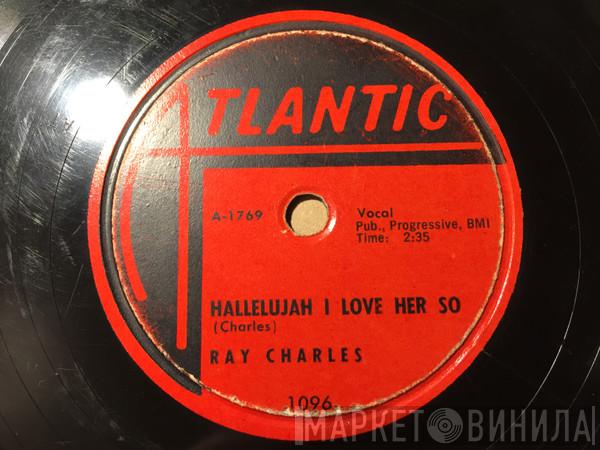 ATLANTIC
A-1769
Vocal
Pub., Progressive, BMI
Time: 2:35
HALLELUJAH I LOVE HER SO
(Charles)
RAY CHARLES
1096
МАРКЕТ ВИНИЛА